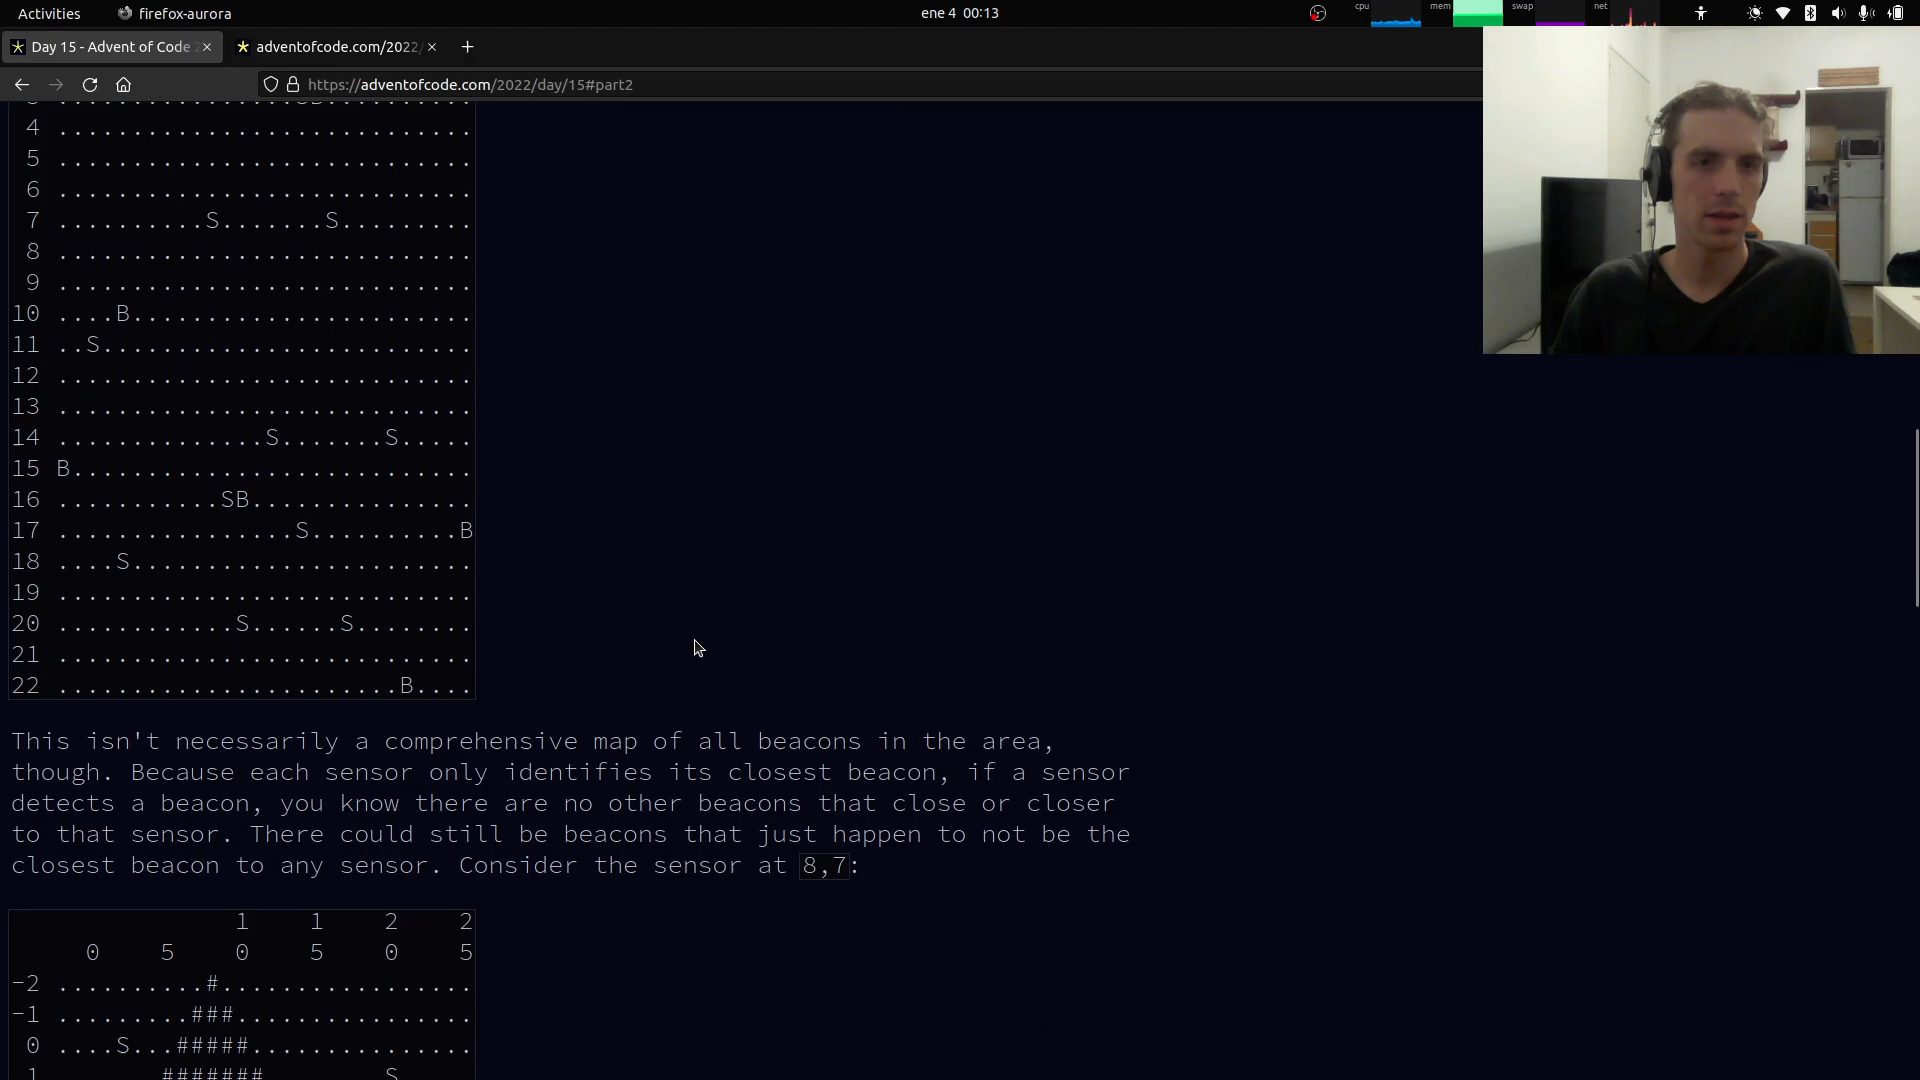 Activities firefox-aurora ene 4 00:13 cpu mem swap net
Day 15 - Advent of Code 2 adventofcode.com/2022/
https://adventofcode.com/2022/day/15#part2
4 ............................
5 ............................
6 ............................
7 ..........S.......S.........
8 ............................
9 ............................
10 ....B.......................
11 ..S.........................
12 ............................
13 ............................
14 ..............S.......S.....
15 B...........................
16 ...........SB...............
17 ................S..........B
18 ....S.......................
19 ............................
20 ............S......S........
21 ............................
22 .......................B....
This isn't necessarily a comprehensive map of all beacons in the area,
though. Because each sensor only identifies its closest beacon, if a sensor
detects a beacon, you know there are no other beacons that close or closer
to that sensor. There could still be beacons that just happen to not be the
closest beacon to any sensor. Consider the sensor at 8,7:
1 1 2 2
0 5 0 5 0 5
-2 ..........#.................
-1 .........###................
0 ....S...#####...............
1 .......#######........S.....